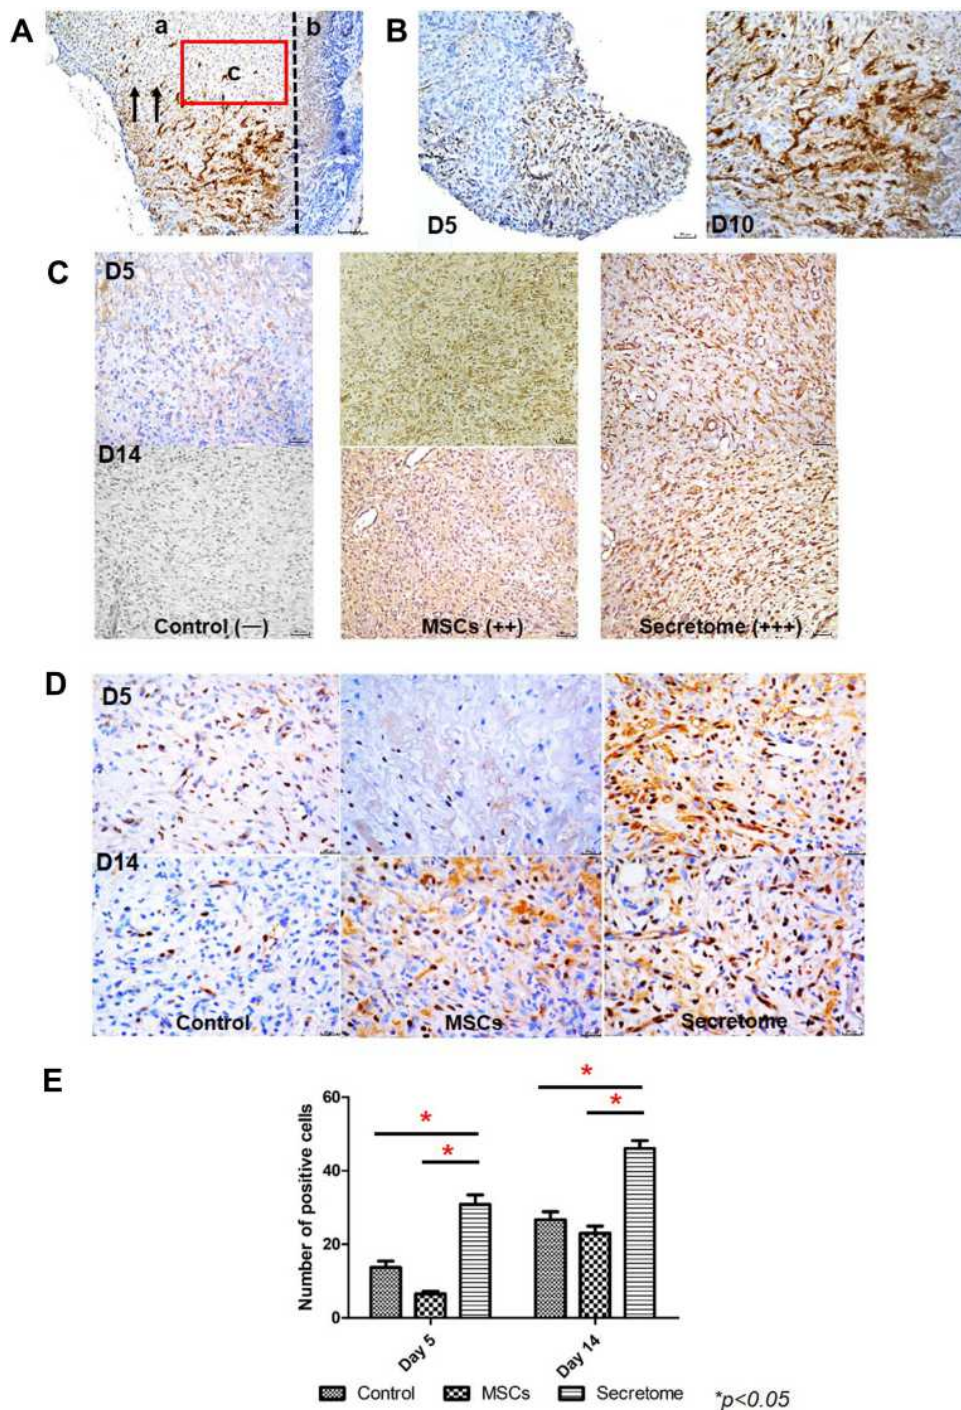 A
a
b
c
B
D5
D10
C
D5
D14
Control (—)
MSCs (++)
Secretome (+++)
D
D5
D14
Control
MSCs
Secretome
E
Number of positive cells
60
40
20
0
*
*
*
*
Day 5
Day 14
Control
MSCs
Secretome
*p<0.05